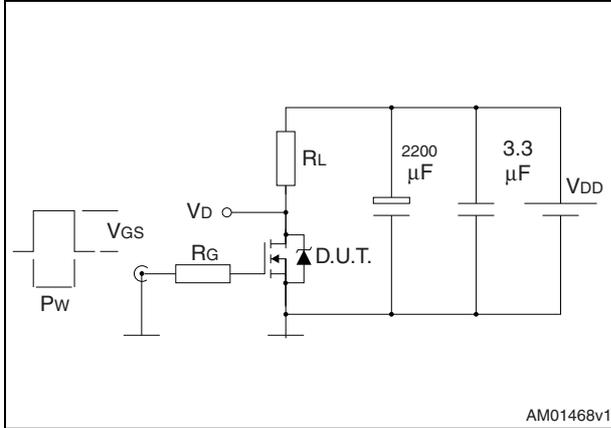 RL
2200
μF
3.3
μF
VDD
VD
VGS
RG
D.U.T.
PW
AM01468v1